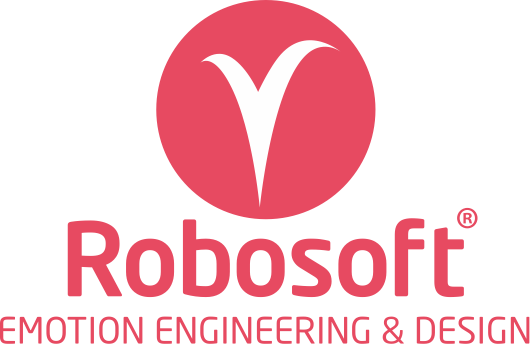 Robosoft®
EMOTION ENGINEERING & DESIGN